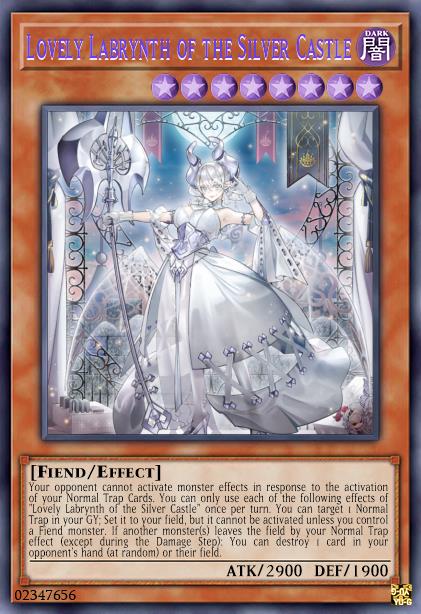 Lovely Labrynth of the Silver Castle
DARK
闇
[Fiend/Effect]
Your opponent cannot activate monster effects in response to the activation
of your Normal Trap Cards. You can only use each of the following effects of
"Lovely Labrynth of the Silver Castle" once per turn. You can target 1 Normal
Trap in your GY; Set it to your field, but it cannot be activated unless you control
a Fiend monster. If another monster(s) leaves the field by your Normal Trap
effect (except during the Damage Step): You can destroy 1 card in your
opponent's hand (at random) or their field.
ATK/2900 DEF/1900
02347656